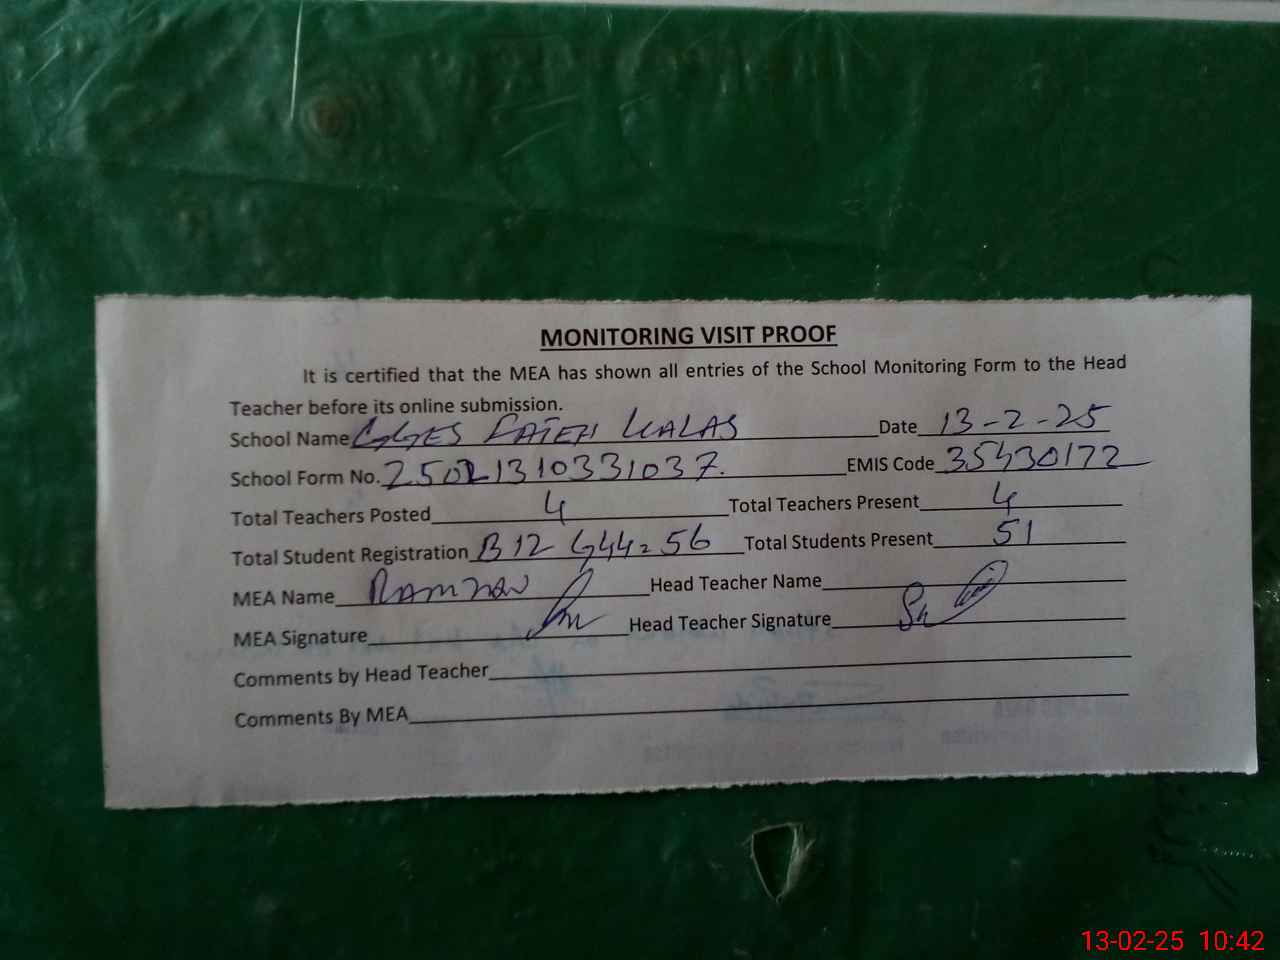 MONITORING VISIT PROOF
It is certified that the MEA has shown all entries of the School Monitoring Form to the Head
Teacher before its online submission.
School Name GGES FATEH KALAS Date 13-2-25
School Form No. 25021310331037. EMIS Code 35430172
Total Teachers Posted 4 Total Teachers Present 4
Total Student Registration B12 G44=56 Total Students Present 51
MEA Name RAMZAN Head Teacher Name
MEA Signature Head Teacher Signature
Comments by Head Teacher
Comments By MEA
13-02-25 10:42